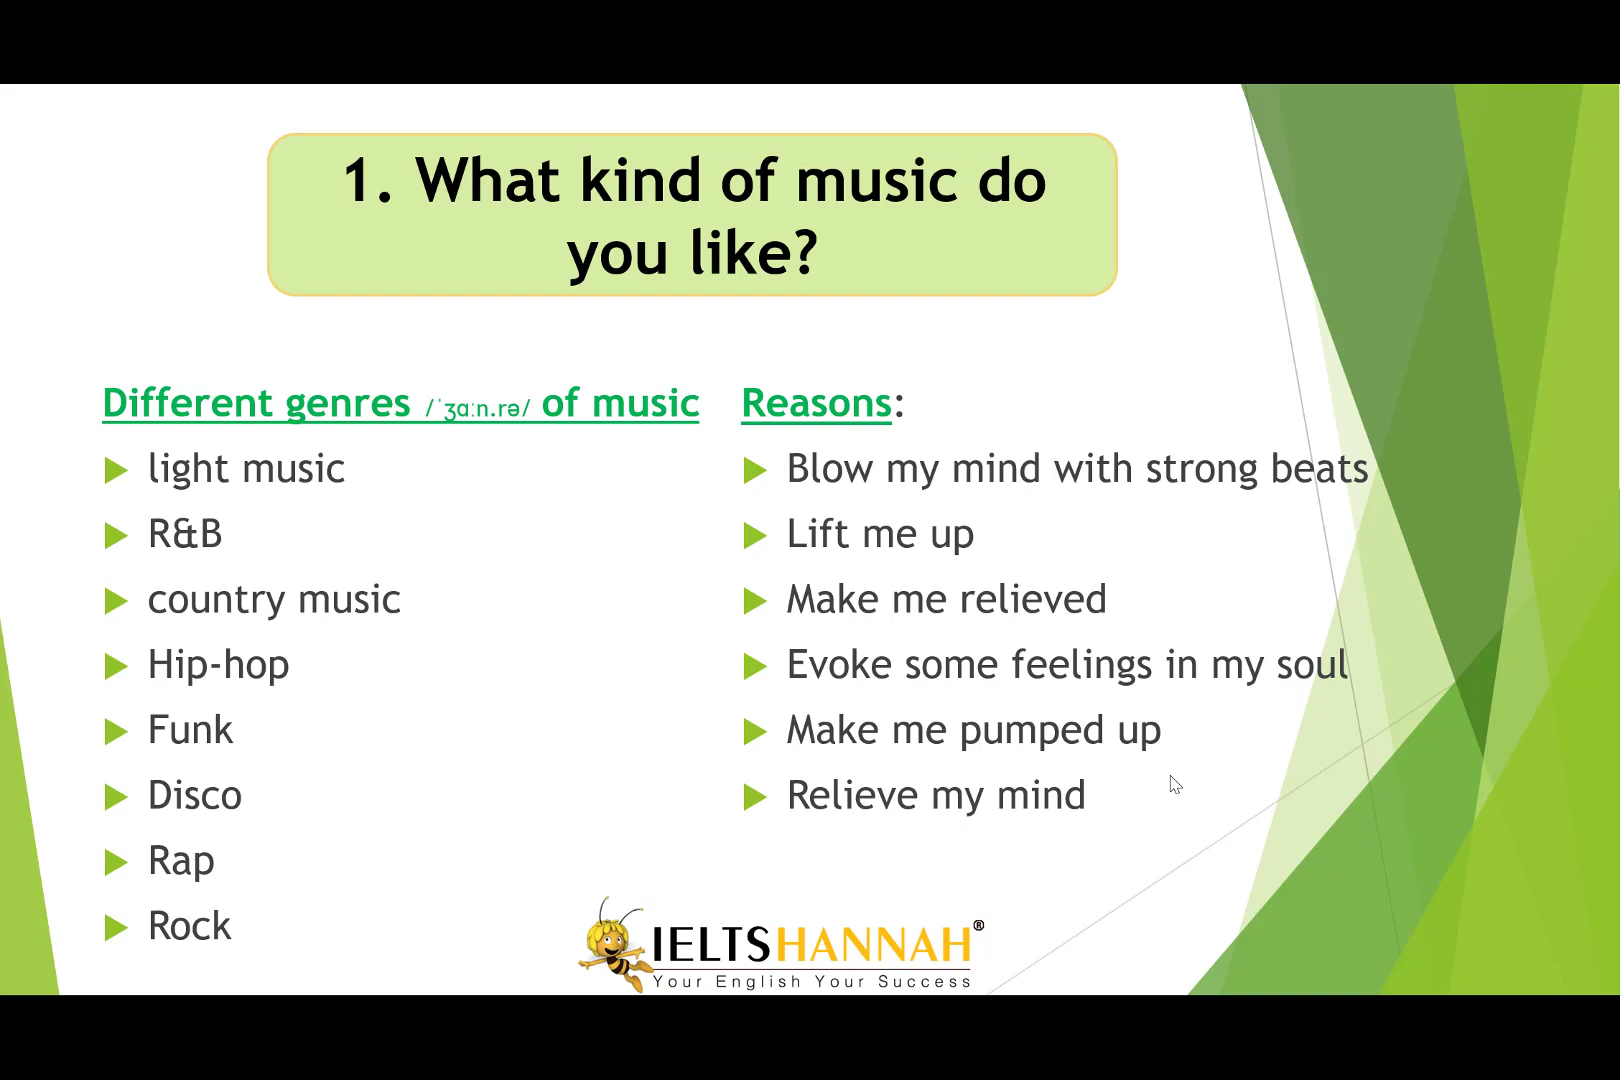 1. What kind of music do
you like?
Different genres /ˈʒɑːn.rə/ of music
light music
R&B
country music
Hip-hop
Funk
Disco
Rap
Rock
Reasons:
Blow my mind with strong beats
Lift me up
Make me relieved
Evoke some feelings in my soul
Make me pumped up
Relieve my mind
IELTSHANNAH®
Your English Your Success